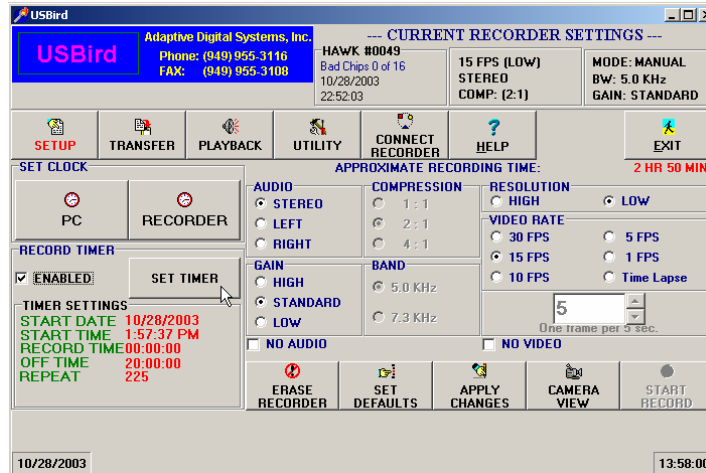 USBird
USBird
Adaptive Digital Systems, Inc.
Phone: (949) 955-3116
FAX: (949) 955-3108
--- CURRENT RECORDER SETTINGS ---
HAWK #0049
Bad Chips 0 of 16
10/28/2003
22:52:03
15 FPS (LOW)
STEREO
COMP: (2:1)
MODE: MANUAL
BW: 5.0 KHz
GAIN: STANDARD
SETUP
TRANSFER
PLAYBACK
UTILITY
CONNECT
RECORDER
HELP
EXIT
SET CLOCK
APPROXIMATE RECORDING TIME:
2 HR 50 MIN
PC
RECORDER
AUDIO
STEREO
LEFT
RIGHT
COMPRESSION
1 : 1
2 : 1
4 : 1
RESOLUTION
HIGH
LOW
VIDEO RATE
30 FPS
5 FPS
15 FPS
1 FPS
10 FPS
Time Lapse
RECORD TIMER
ENABLED
SET TIMER
GAIN
HIGH
STANDARD
LOW
BAND
5.0 KHz
7.3 KHz
5
One frame per 5 sec.
TIMER SETTINGS
START DATE 10/28/2003
START TIME 1:57:37 PM
RECORD TIME 00:00:00
OFF TIME 20:00:00
REPEAT 225
NO AUDIO
NO VIDEO
ERASE
RECORDER
SET
DEFAULTS
APPLY
CHANGES
CAMERA
VIEW
START
RECORD
10/28/2003
13:58:00